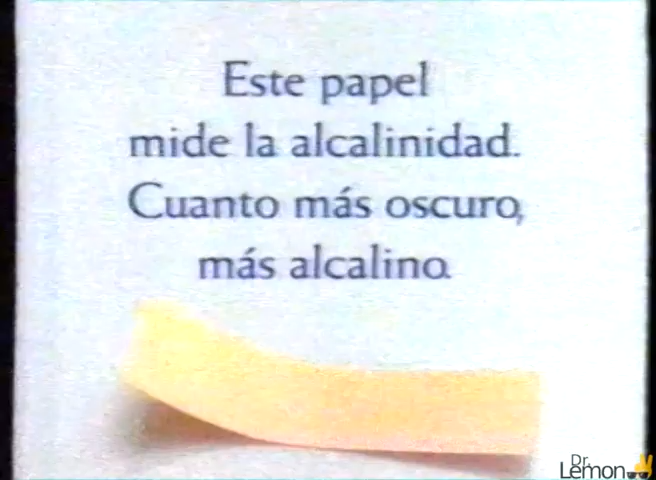 Este papel
mide la alcalinidad.
Cuanto más oscuro,
más alcalino.
Dr.
Lemon